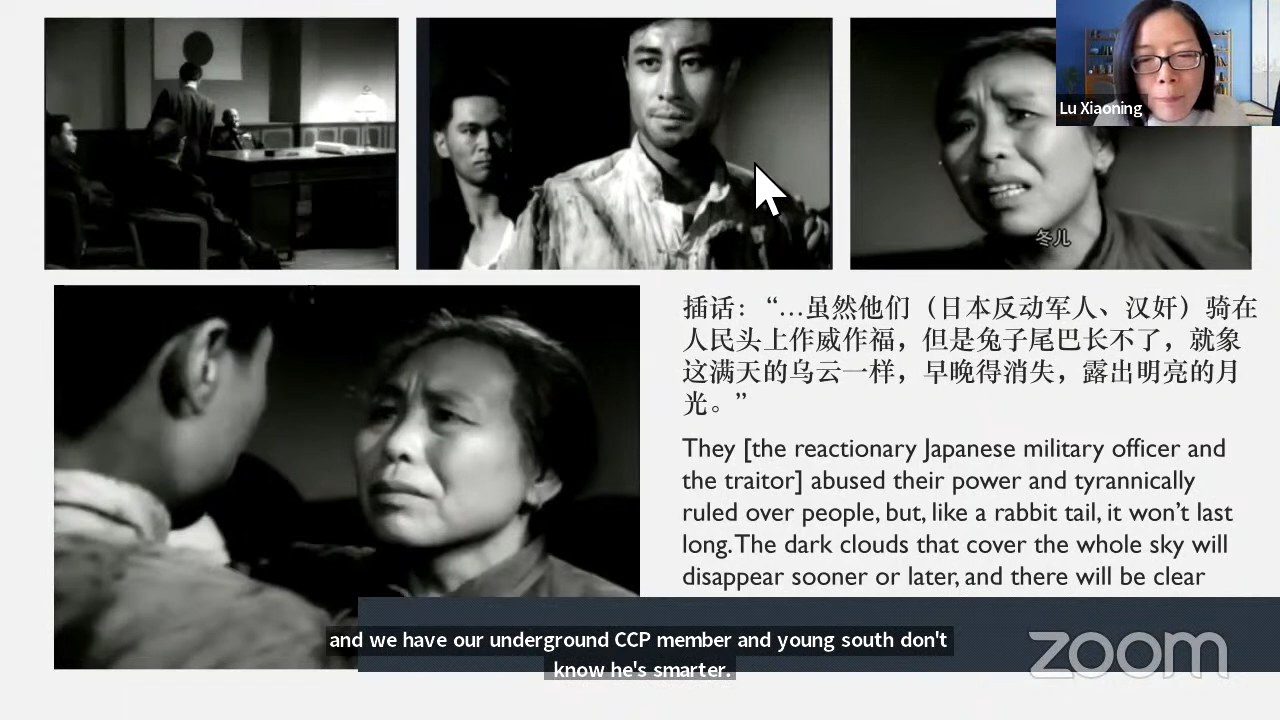 Lu Xiaoning
冬儿
插话：“…虽然他们（日本反动军人、汉奸）骑在
人民头上作威作福，但是兔子尾巴长不了，就象
这满天的乌云一样，早晚得消失，露出明亮的月
光。”
They [the reactionary Japanese military officer and
the traitor] abused their power and tyrannically
ruled over people, but, like a rabbit tail, it won't last
long. The dark clouds that cover the whole sky will
disappear sooner or later, and there will be clear
and we have our underground CCP member and young south don't
know he's smarter.
zoom